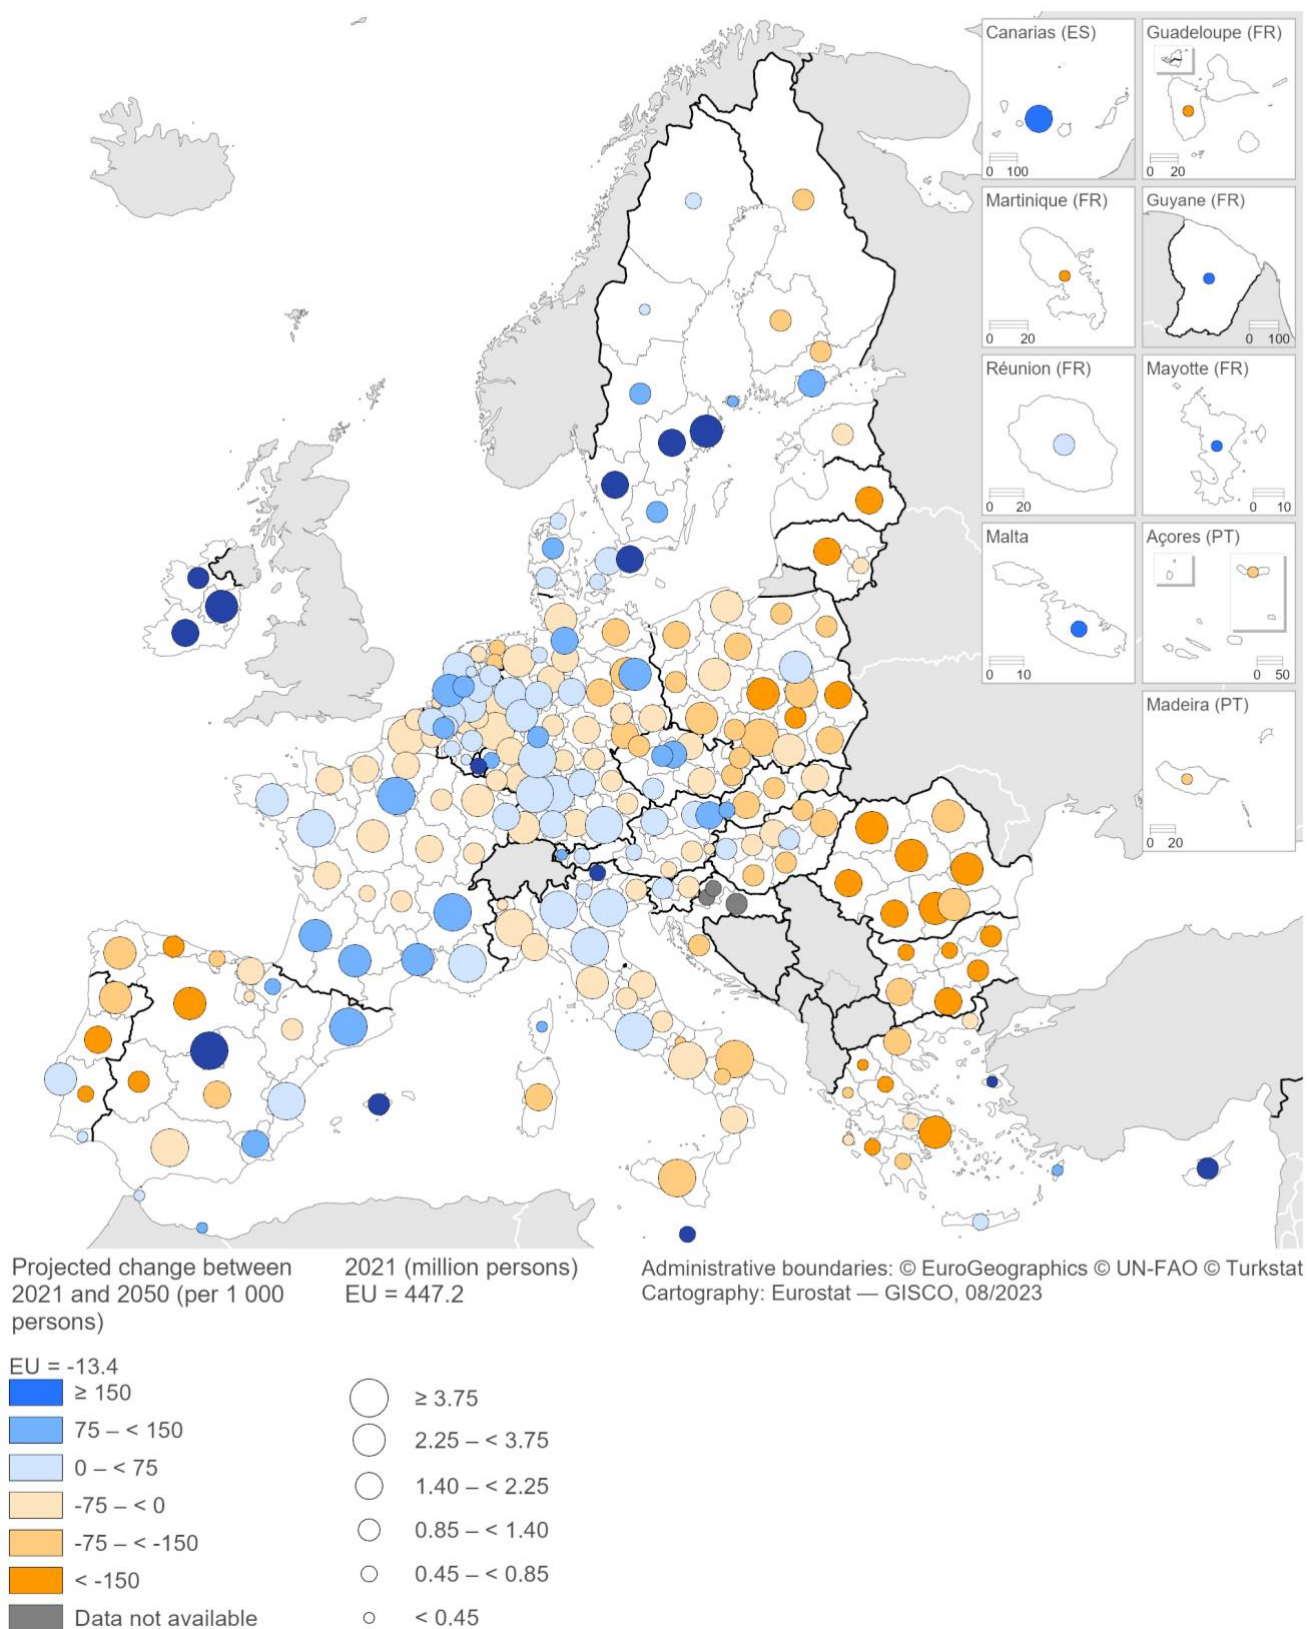 Canarias (ES)
0 100
Guadeloupe (FR)
0 20
Martinique (FR)
0 20
Guyane (FR)
0 100
Réunion (FR)
0 20
Mayotte (FR)
0 10
Malta
0 10
Açores (PT)
0 50
Madeira (PT)
0 20
Projected change between
2021 and 2050 (per 1 000
persons)
EU = -13.4
≥ 150
75 – < 150
0 – < 75
-75 – < 0
-75 – < -150
< -150
Data not available
2021 (million persons)
EU = 447.2
≥ 3.75
2.25 – < 3.75
1.40 – < 2.25
0.85 – < 1.40
0.45 – < 0.85
< 0.45
Administrative boundaries: © EuroGeographics © UN-FAO © Turkstat
Cartography: Eurostat — GISCO, 08/2023